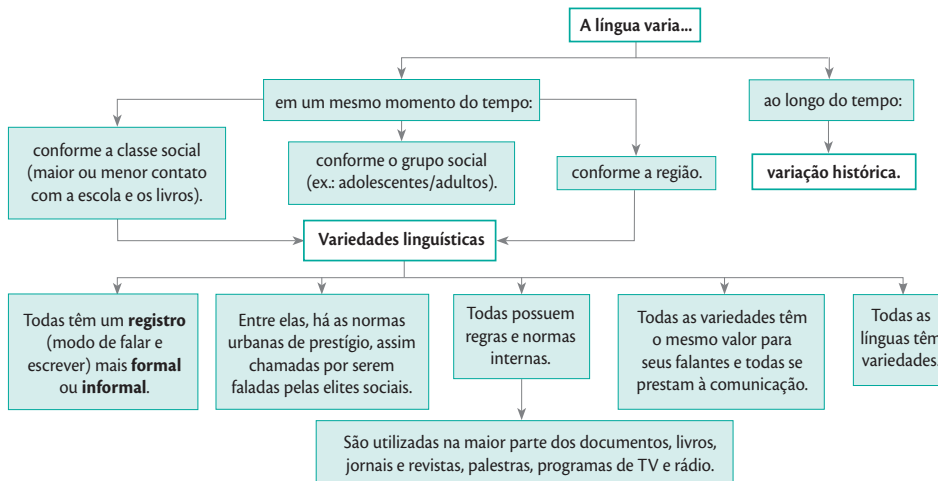 A língua varia...
em um mesmo momento do tempo:
ao longo do tempo:
conforme a classe social
(maior ou menor contato
com a escola e os livros).
conforme o grupo social
(ex.: adolescentes/adultos).
conforme a região.
variação histórica.
Variedades linguísticas
Todas têm um registro
(modo de falar e
escrever) mais formal
ou informal.
Entre elas, há as normas
urbanas de prestígio, assim
chamadas por serem
faladas pelas elites sociais.
Todas possuem
regras e normas
internas.
Todas as variedades têm
o mesmo valor para
seus falantes e todas se
prestam à comunicação.
Todas as
línguas têm
variedades.
São utilizadas na maior parte dos documentos, livros,
jornais e revistas, palestras, programas de TV e rádio.